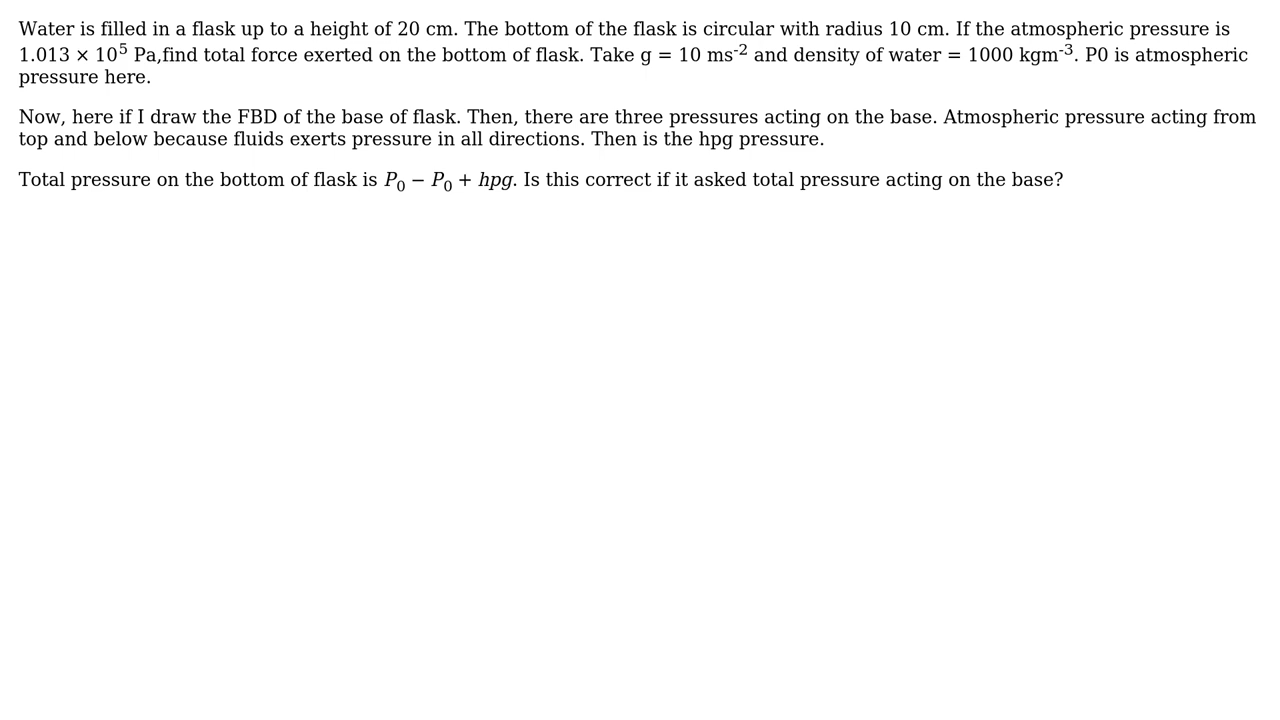 Water is filled in a flask up to a height of 20 cm. The bottom of the flask is circular with radius 10 cm. If the atmospheric pressure is
1.013 × 10⁵ Pa,find total force exerted on the bottom of flask. Take g = 10 ms⁻² and density of water = 1000 kgm⁻³. P0 is atmospheric
pressure here.
Now, here if I draw the FBD of the base of flask. Then, there are three pressures acting on the base. Atmospheric pressure acting from
top and below because fluids exerts pressure in all directions. Then is the hpg pressure.
Total pressure on the bottom of flask is P₀ − P₀ + hpg. Is this correct if it asked total pressure acting on the base?